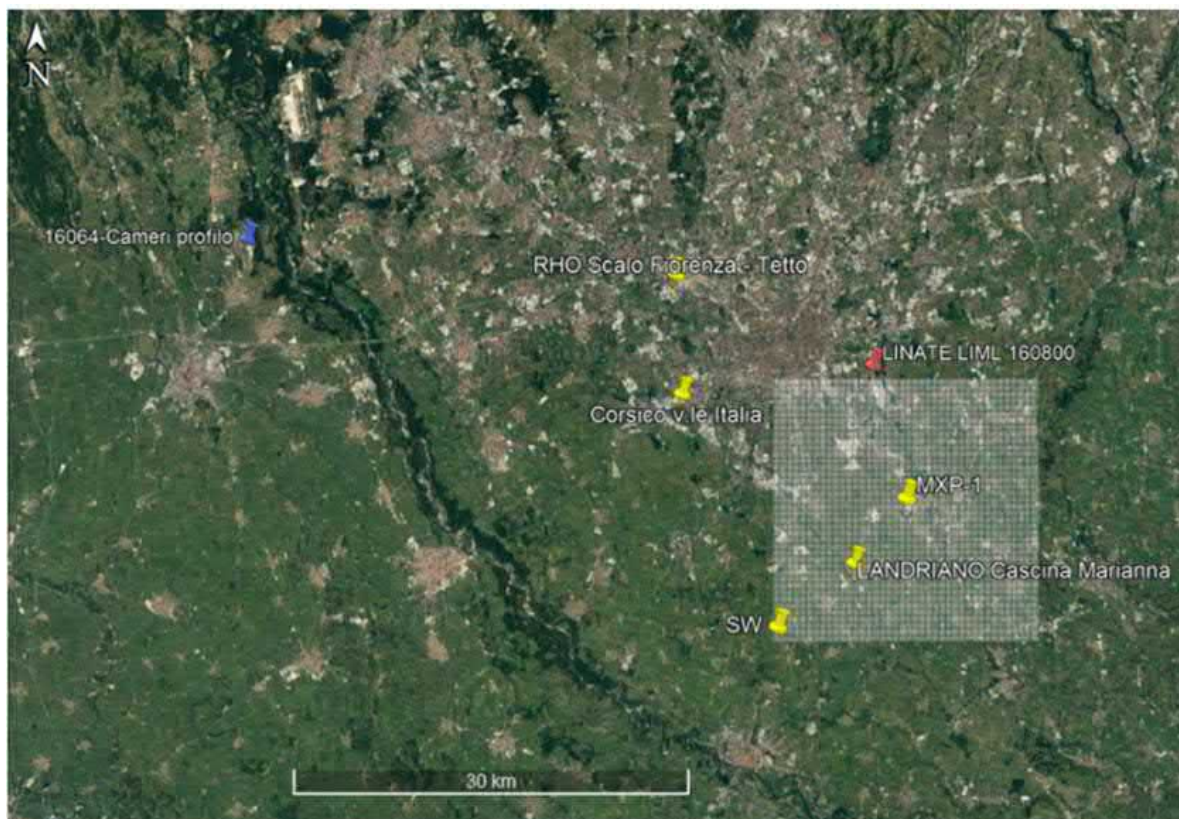 N
16064-Cameri profilo
RHO Scalo Fiorenza - Tetto
LINATE LIML 160800
Corsico v.le Italia
MXP-1
LANDRIANO Cascina Marianna
SW
30 km